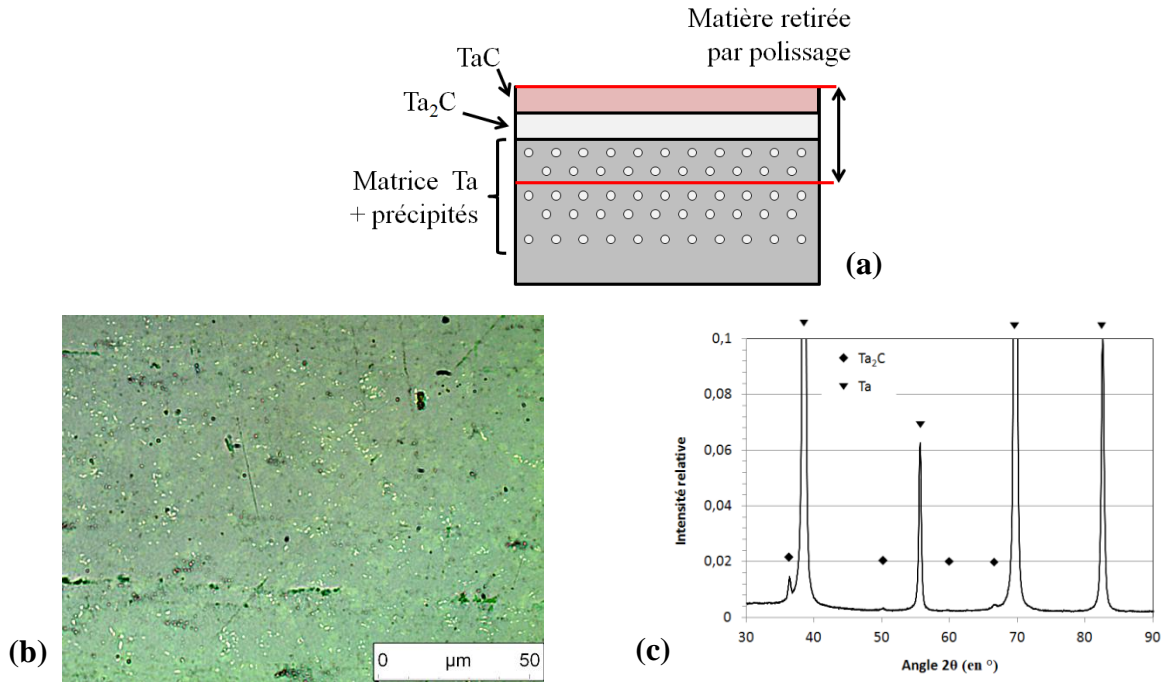 Matière retirée
par polissage
TaC
Ta₂C
Matrice Ta
+ précipités
(a)
(b)
0 µm 50
(c)
Intensité relative
0,1
0,08
0,06
0,04
0,02
0
Ta₂C
Ta
30 40 50 60 70 80 90
Angle 2θ (en °)